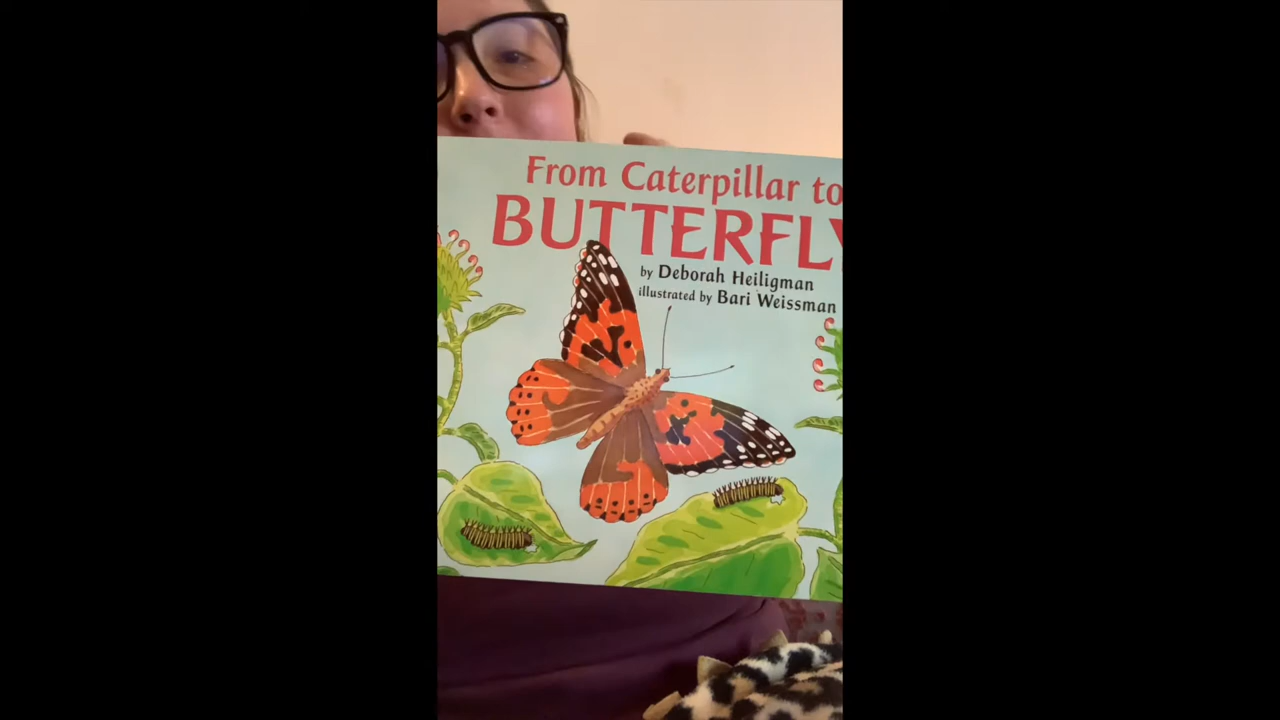 From Caterpillar to
BUTTERFLY
by Deborah Heiligman
illustrated by Bari Weissman